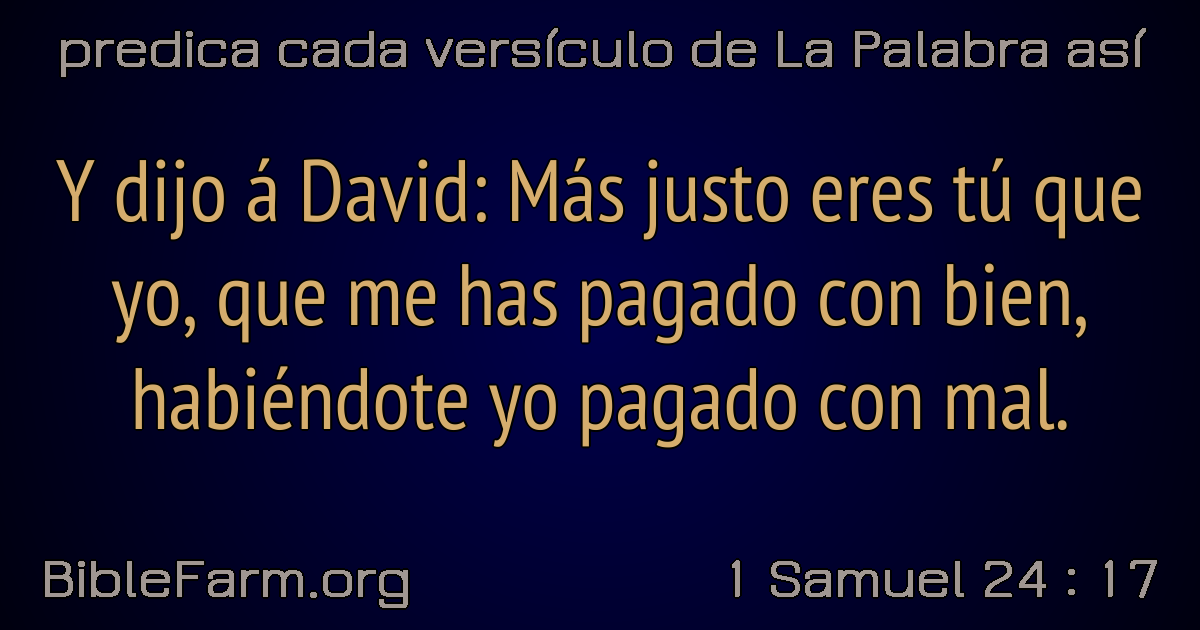 predica cada versículo de La Palabra así
Y dijo á David: Más justo eres tú que
yo, que me has pagado con bien,
habiéndote yo pagado con mal.
BibleFarm.org
1 Samuel 24 : 17